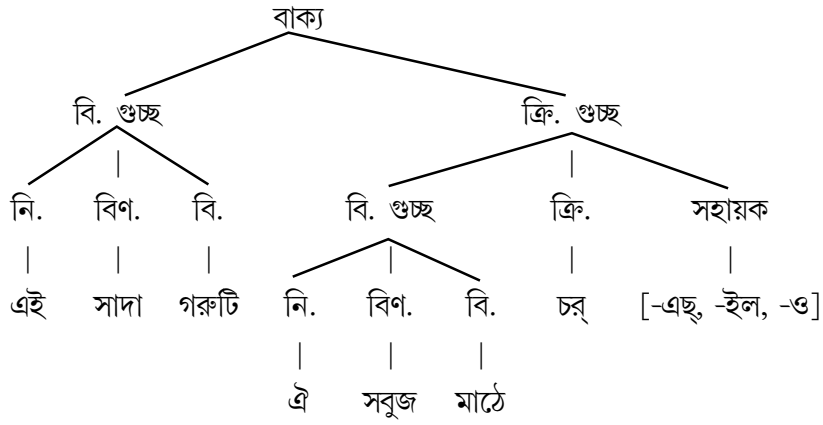 বাক্য
বি. গুচ্ছ ক্রি. গুচ্ছ
নি. বিণ. বি. বি. গুচ্ছ ক্রি. সহায়ক
এই সাদা গরুটি নি. বিণ. বি. চর্ [-এছ্, -ইল, -ও]
ঐ সবুজ মাঠে